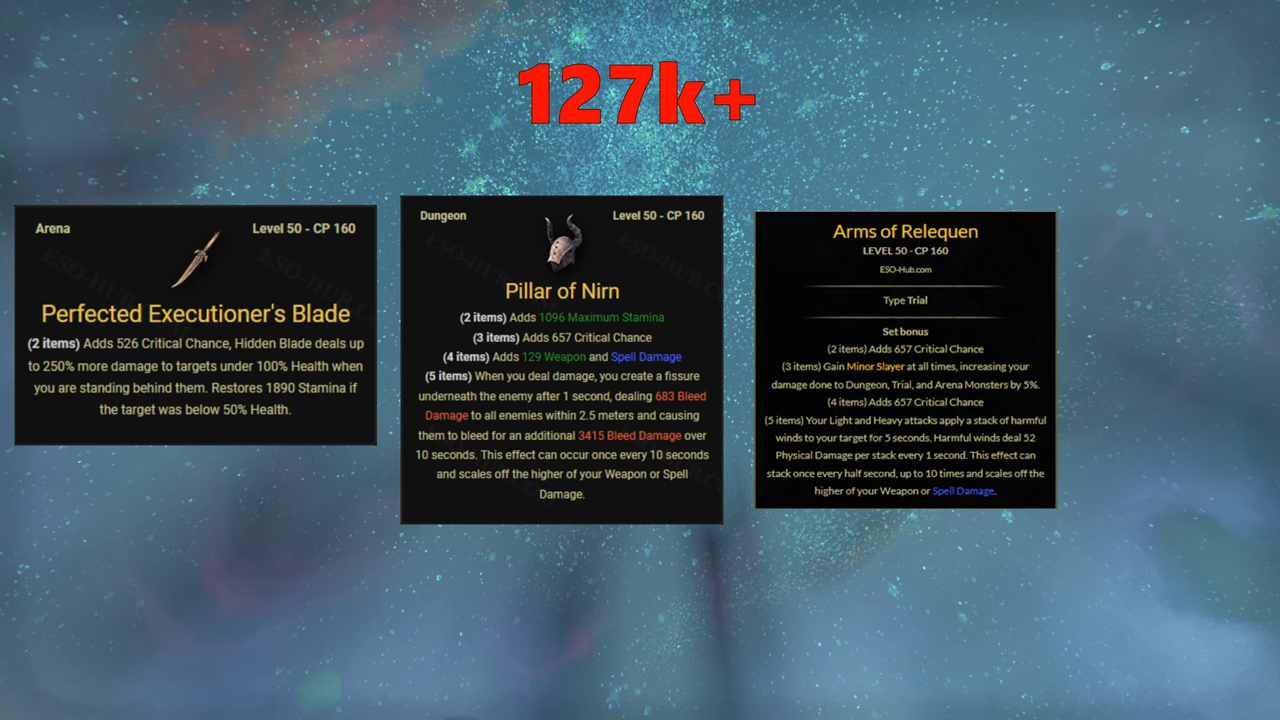 127k+
Arena Level 50 - CP 160
Perfected Executioner's Blade
(2 items) Adds 526 Critical Chance, Hidden Blade deals up
to 250% more damage to targets under 100% Health when
you are standing behind them. Restores 1890 Stamina if
the target was below 50% Health.
Dungeon Level 50 - CP 160
Pillar of Nirn
(2 items) Adds 1096 Maximum Stamina
(3 items) Adds 657 Critical Chance
(4 items) Adds 129 Weapon and Spell Damage
(5 items) When you deal damage, you create a fissure
underneath the enemy after 1 second, dealing 683 Bleed
Damage to all enemies within 2.5 meters and causing
them to bleed for an additional 3415 Bleed Damage over
10 seconds. This effect can occur once every 10 seconds
and scales off the higher of your Weapon or Spell
Damage.
Arms of Relequen
LEVEL 50 - CP 160
ESO-Hub.com
Type Trial
Set bonus
(2 items) Adds 657 Critical Chance
(3 items) Gain Minor Slayer at all times, increasing your
damage done to Dungeon, Trial, and Arena Monsters by 5%.
(4 items) Adds 657 Critical Chance
(5 items) Your Light and Heavy attacks apply a stack of harmful
winds to your target for 5 seconds. Harmful winds deal 52
Physical Damage per stack every 1 second. This effect can
stack once every half second, up to 10 times and scales off the
higher of your Weapon or Spell Damage.